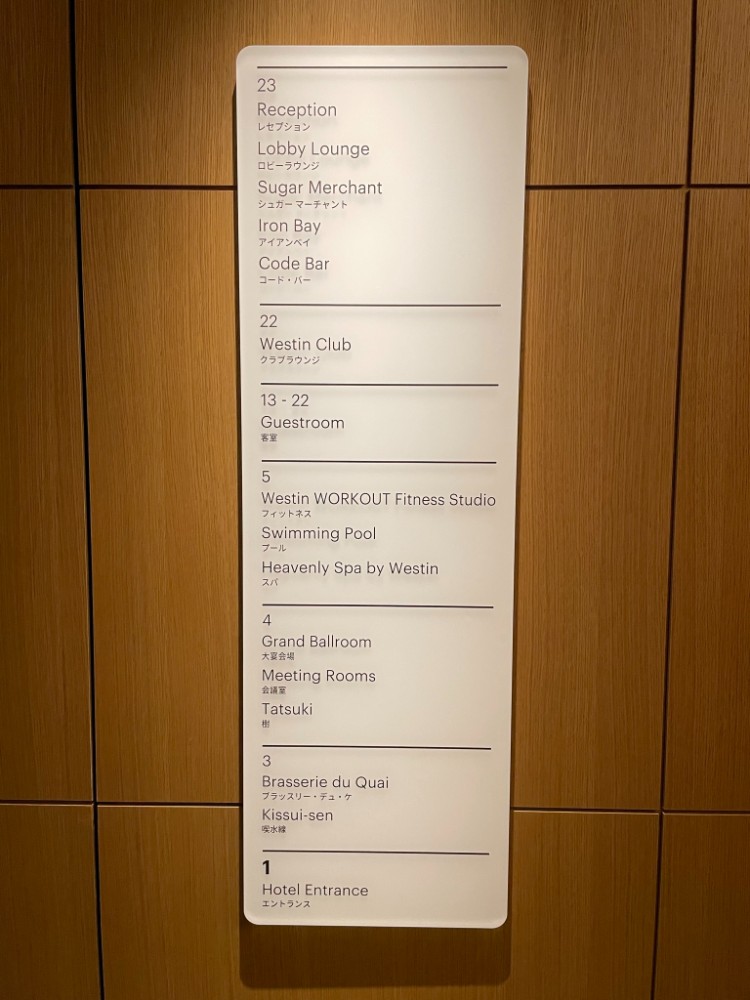 23
Reception
レセプション
Lobby Lounge
ロビーラウンジ
Sugar Merchant
シュガー マーチャント
Iron Bay
アイアンベイ
Code Bar
コード・バー
22
Westin Club
クラブラウンジ
13 - 22
Guestroom
客室
5
Westin WORKOUT Fitness Studio
フィットネス
Swimming Pool
プール
Heavenly Spa by Westin
スパ
4
Grand Ballroom
大宴会場
Meeting Rooms
会議室
Tatsuki
樹
3
Brasserie du Quai
ブラッスリー・デュ・ケ
Kissui-sen
喫水線
1
Hotel Entrance
エントランス